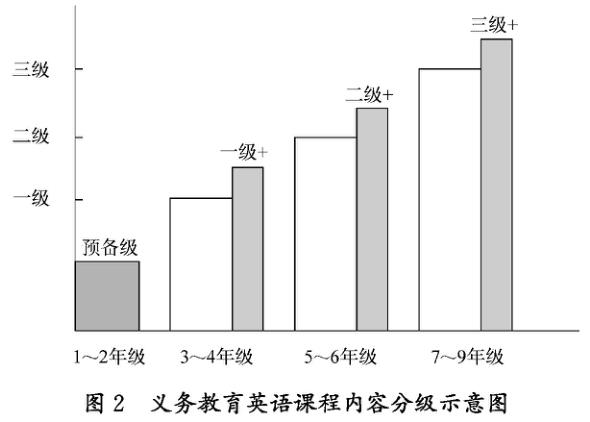 三级+
三级
二级+
二级
一级+
一级
预备级
1～2年级
3～4年级
5～6年级
7～9年级
图 2 义务教育英语课程内容分级示意图